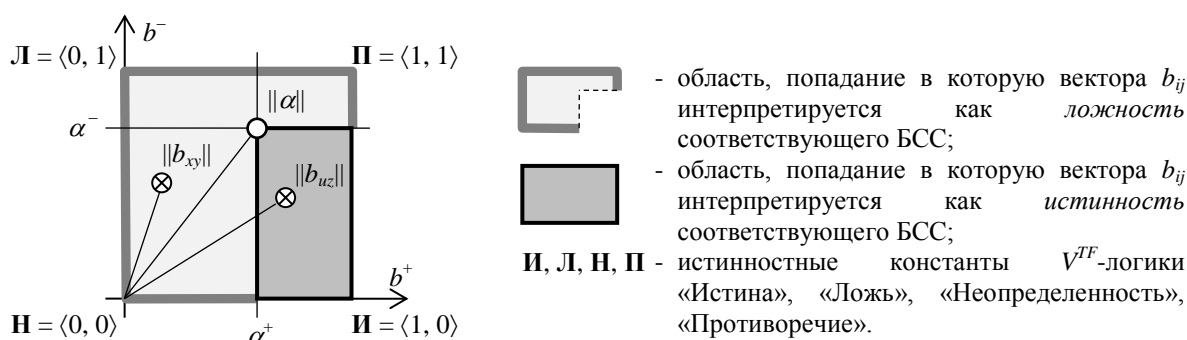 b⁻
Л = ⟨0, 1⟩
П = ⟨1, 1⟩
||α||
α⁻
||b_xy||
||b_uz||
b⁺
Н = ⟨0, 0⟩
И = ⟨1, 0⟩
α⁺
- область, попадание в которую вектора b_ij
интерпретируется как ложность
соответствующего БСС;
- область, попадание в которую вектора b_ij
интерпретируется как истинность
соответствующего БСС;
И, Л, Н, П - истинностные константы V^TF-логики
«Истина», «Ложь», «Неопределенность»,
«Противоречие».